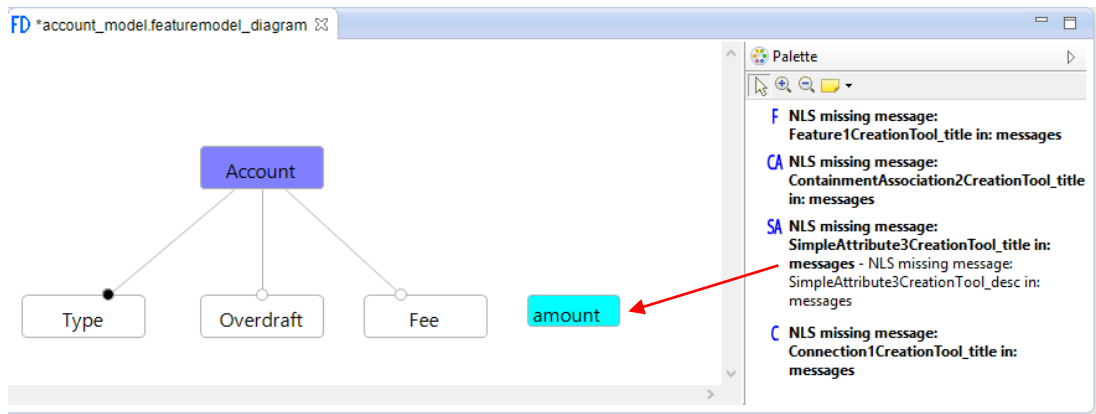 FD *account_model.featuremodel_diagram
Palette
F NLS missing message:
Feature1CreationTool_title in: messages
CA NLS missing message:
ContainmentAssociation2CreationTool_title
in: messages
SA NLS missing message:
SimpleAttribute3CreationTool_title in:
messages - NLS missing message:
SimpleAttribute3CreationTool_desc in:
messages
C NLS missing message:
Connection1CreationTool_title in:
messages
Account
Type
Overdraft
Fee
amount